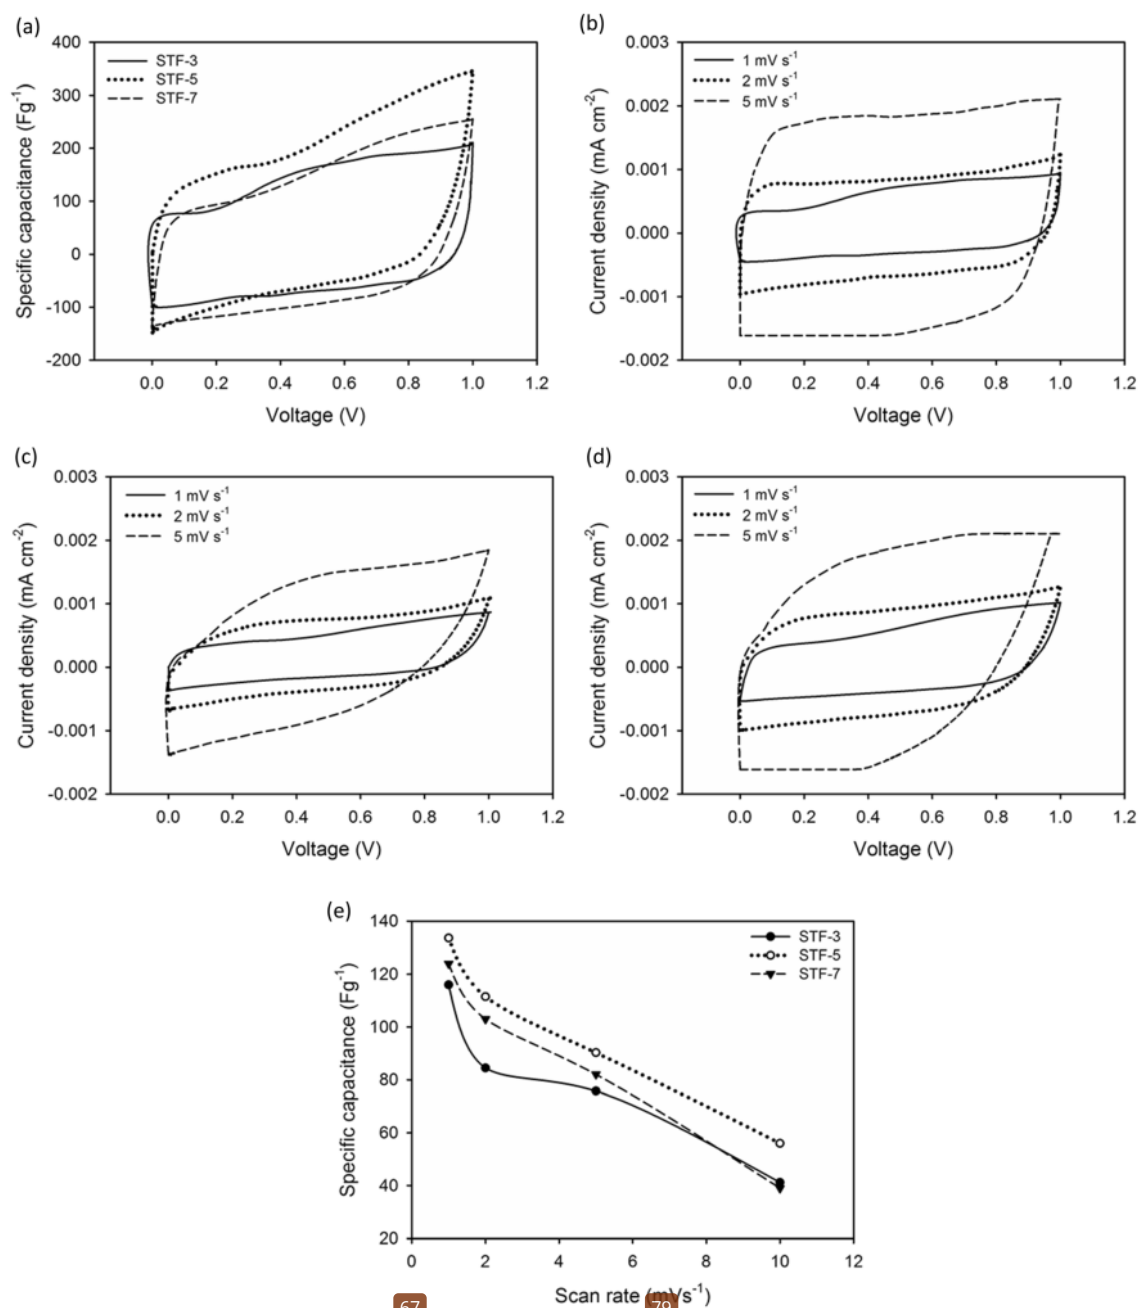 (a)
400
300
200
100
0
-100
-200
Specific capacitance (Fg⁻¹)
STF-3
STF-5
STF-7
0.0 0.2 0.4 0.6 0.8 1.0 1.2
Voltage (V)
(b)
0.003
0.002
0.001
0.000
-0.001
-0.002
Current density (mA cm⁻²)
1 mV s⁻¹
2 mV s⁻¹
5 mV s⁻¹
0.0 0.2 0.4 0.6 0.8 1.0 1.2
Voltage (V)
(c)
0.003
0.002
0.001
0.000
-0.001
-0.002
Current density (mA cm⁻²)
1 mV s⁻¹
2 mV s⁻¹
5 mV s⁻¹
0.0 0.2 0.4 0.6 0.8 1.0 1.2
Voltage (V)
(d)
0.003
0.002
0.001
0.000
-0.001
-0.002
Current density (mA cm⁻²)
1 mV s⁻¹
2 mV s⁻¹
5 mV s⁻¹
0.0 0.2 0.4 0.6 0.8 1.0 1.2
Voltage (V)
(e)
140
120
100
80
60
40
20
Specific capacitance (Fg⁻¹)
STF-3
STF-5
STF-7
0 2 4 6 8 10 12
Scan rate (mVs⁻¹)
67 79